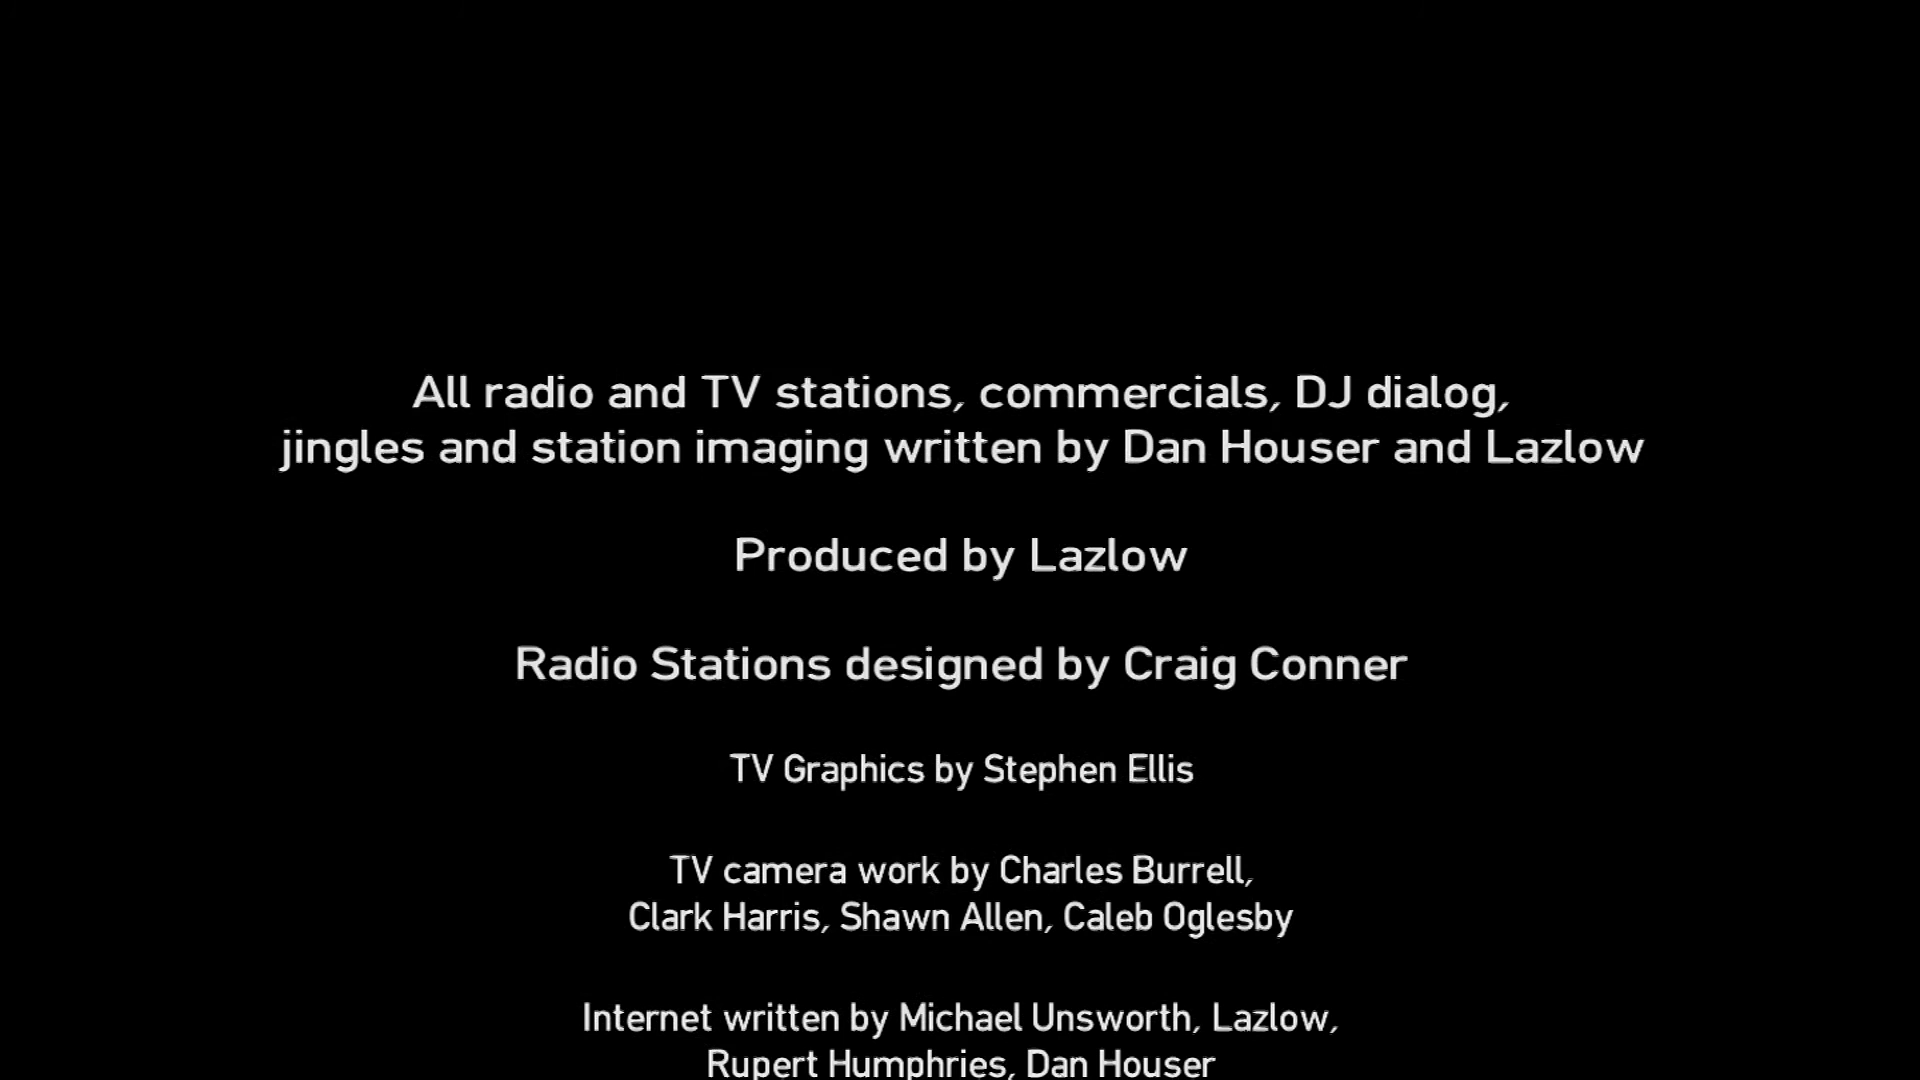 All radio and TV stations, commercials, DJ dialog,
jingles and station imaging written by Dan Houser and Lazlow
Produced by Lazlow
Radio Stations designed by Craig Conner
TV Graphics by Stephen Ellis
TV camera work by Charles Burrell,
Clark Harris, Shawn Allen, Caleb Oglesby
Internet written by Michael Unsworth, Lazlow,
Rupert Humphries, Dan Houser